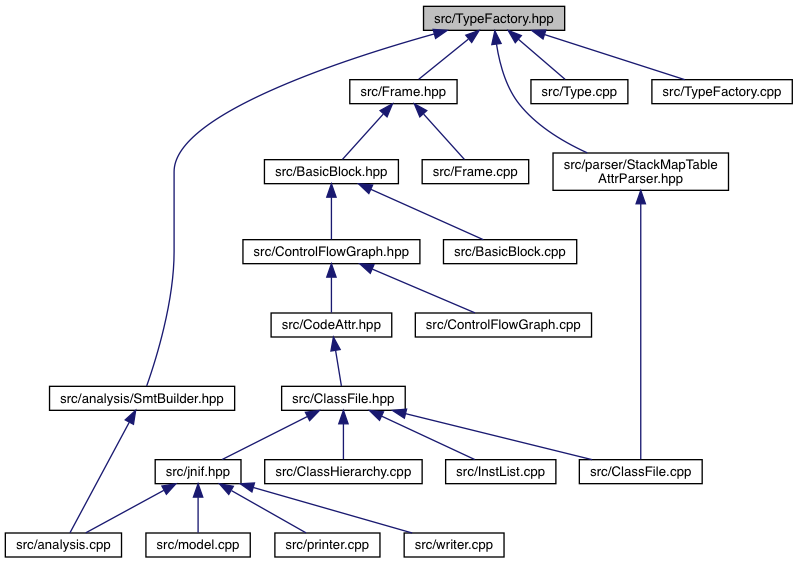 src/TypeFactory.hpp
src/Frame.hpp
src/Type.cpp
src/TypeFactory.cpp
src/BasicBlock.hpp
src/Frame.cpp
src/parser/StackMapTable
AttrParser.hpp
src/ControlFlowGraph.hpp
src/BasicBlock.cpp
src/CodeAttr.hpp
src/ControlFlowGraph.cpp
src/analysis/SmtBuilder.hpp
src/ClassFile.hpp
src/jnif.hpp
src/ClassHierarchy.cpp
src/InstList.cpp
src/ClassFile.cpp
src/analysis.cpp
src/model.cpp
src/printer.cpp
src/writer.cpp